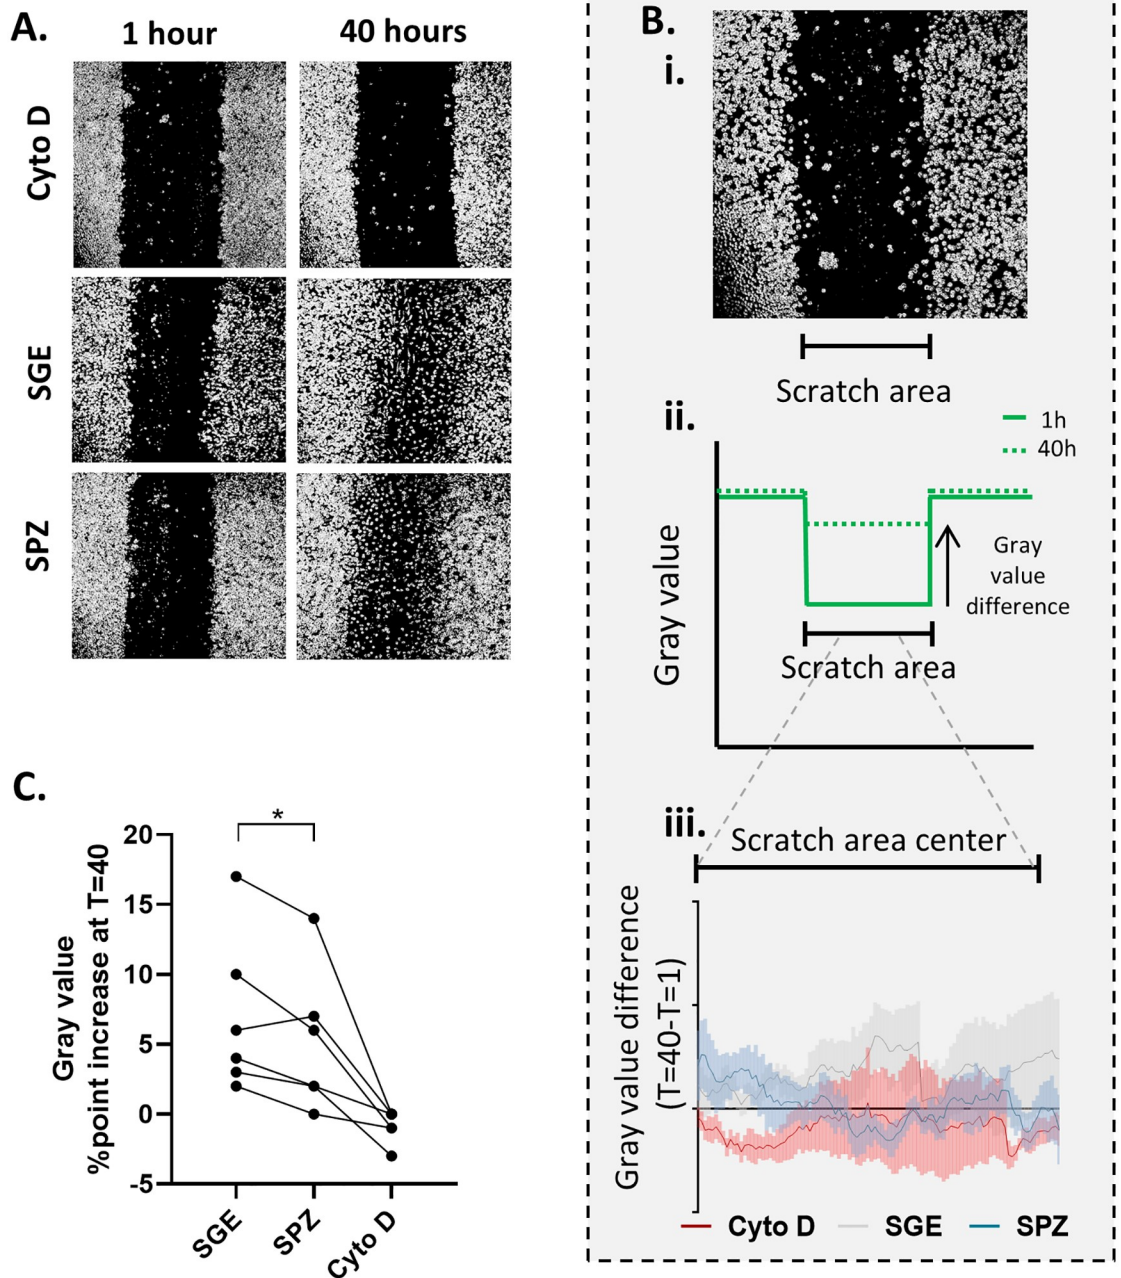 A.
1 hour
40 hours
Cyto D
SGE
SPZ
B.
i.
Scratch area
ii.
1h
40h
Gray value
Gray
value
difference
Scratch area
iii.
Scratch area center
Gray value difference
(T=40-T=1)
Cyto D
SGE
SPZ
C.
*
Gray value
%point increase at T=40
20
15
10
5
0
-5
SGE
SPZ
Cyto D